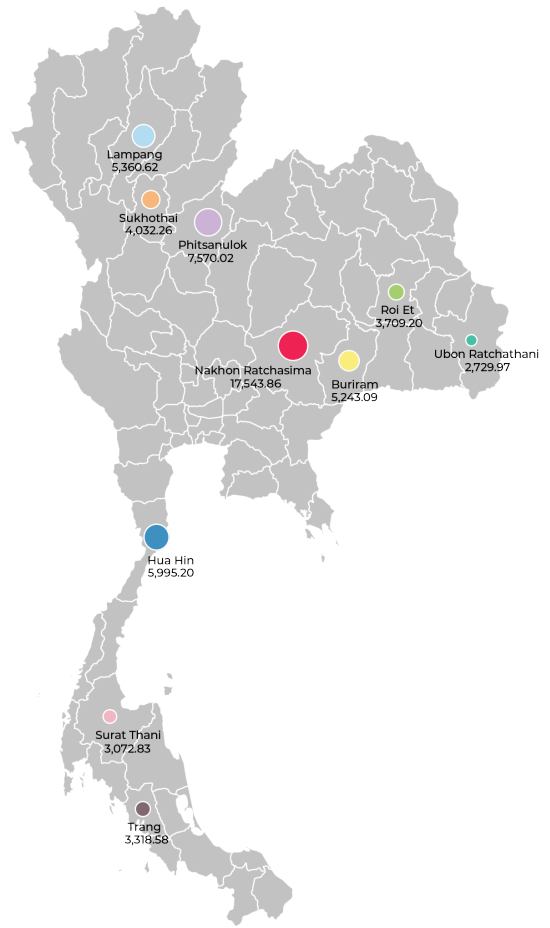 Lampang
5,360.62
Sukhothai
4,032.26
Phitsanulok
7,570.02
Roi Et
3,709.20
Ubon Ratchathani
2,729.97
Nakhon Ratchasima
17,543.86
Buriram
5,243.09
Hua Hin
5,995.20
Surat Thani
3,072.83
Trang
3,318.58